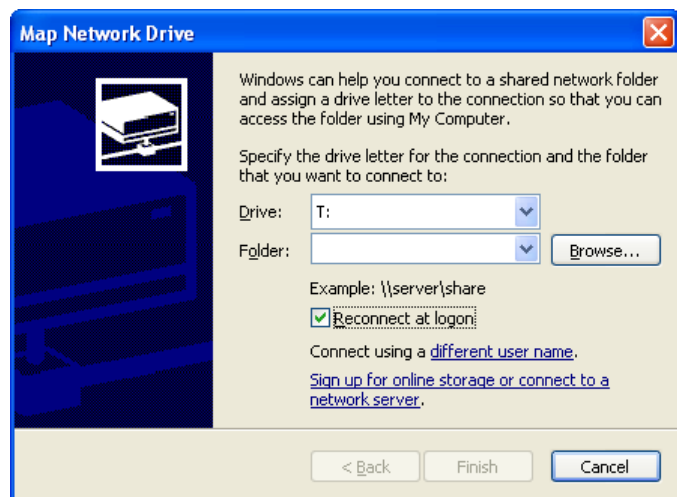 Map Network Drive
Windows can help you connect to a shared network folder
and assign a drive letter to the connection so that you can
access the folder using My Computer.
Specify the drive letter for the connection and the folder
that you want to connect to:
Drive: T:
Folder: Browse...
Example: \\server\share
Reconnect at logon
Connect using a different user name.
Sign up for online storage or connect to a
network server.
< Back Finish Cancel